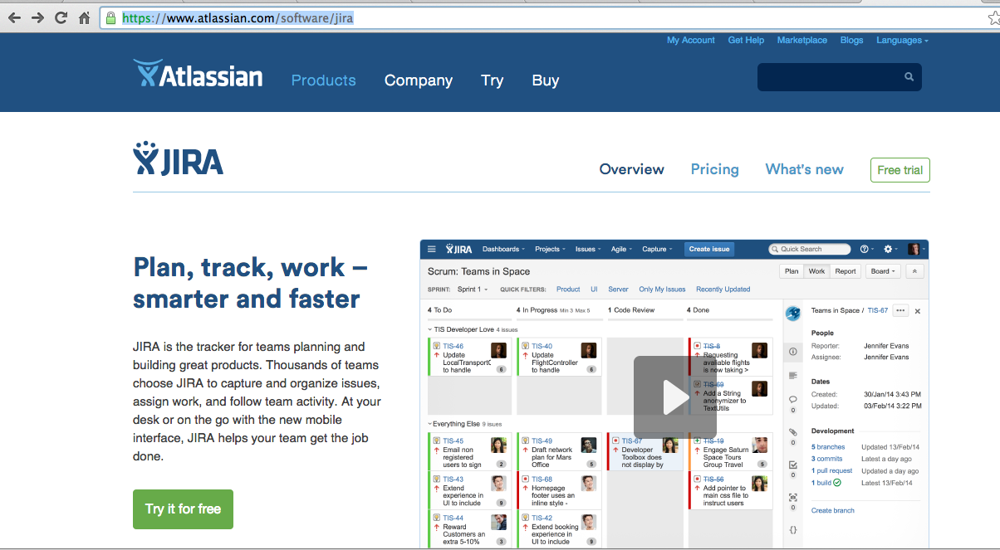 https://www.atlassian.com/software/jira
My Account Get Help Marketplace Blogs Languages
Atlassian Products Company Try Buy
JIRA
Overview Pricing What's new Free trial
Plan, track, work –
smarter and faster
JIRA is the tracker for teams planning and
building great products. Thousands of teams
choose JIRA to capture and organize issues,
assign work, and follow team activity. At your
desk or on the go with the new mobile
interface, JIRA helps your team get the job
done.
Try it for free
JIRA Dashboards Projects Issues Agile Capture Create issue Quick Search
Scrum: Teams in Space
Plan Work Report Board
SPRINT: Sprint 1 QUICK FILTERS: Product UI Server Only My Issues Recently Updated
4 To Do 4 In Progress Min 3 Max 5 1 Code Review 4 Done
TIS Developer Love 4 issues
TIS-46
Update
LocalTransportC
to handle
6
TIS-40
Update
FlightController
to handle
6
TIS-8
Requesting
available flights
is now taking >
TIS-69
Add a String
anonymizer to
TextUtils
Everything Else 9 issues
TIS-45
Email non
registered
users to sign
2
TIS-43
Extend
experience in
UI to include
9
TIS-44
Reward
Customers an
extra 5-10%
3
TIS-49
Draft network
plan for Mars
Office
5
TIS-68
Homepage
footer uses an
inline style -
TIS-42
Extend booking
experience in
UI to include
9
TIS-67
Developer
Toolbox does
not display by
TIS-19
Engage Saturn
Space Tours
Group Travel
5
TIS-56
Add pointer to
main css file to
instruct users
Teams in Space / TIS-67
People
Reporter: Jennifer Evans
Assignee: Jennifer Evans
Dates
Created: 30/Jan/14 3:43 PM
Updated: 03/Feb/14 3:22 PM
Development
5 branches Updated 13/Feb/14
3 commits Latest a day ago
1 pull request Updated a day ago
1 build Latest 13/Feb/14
Create branch
0
0
0
0